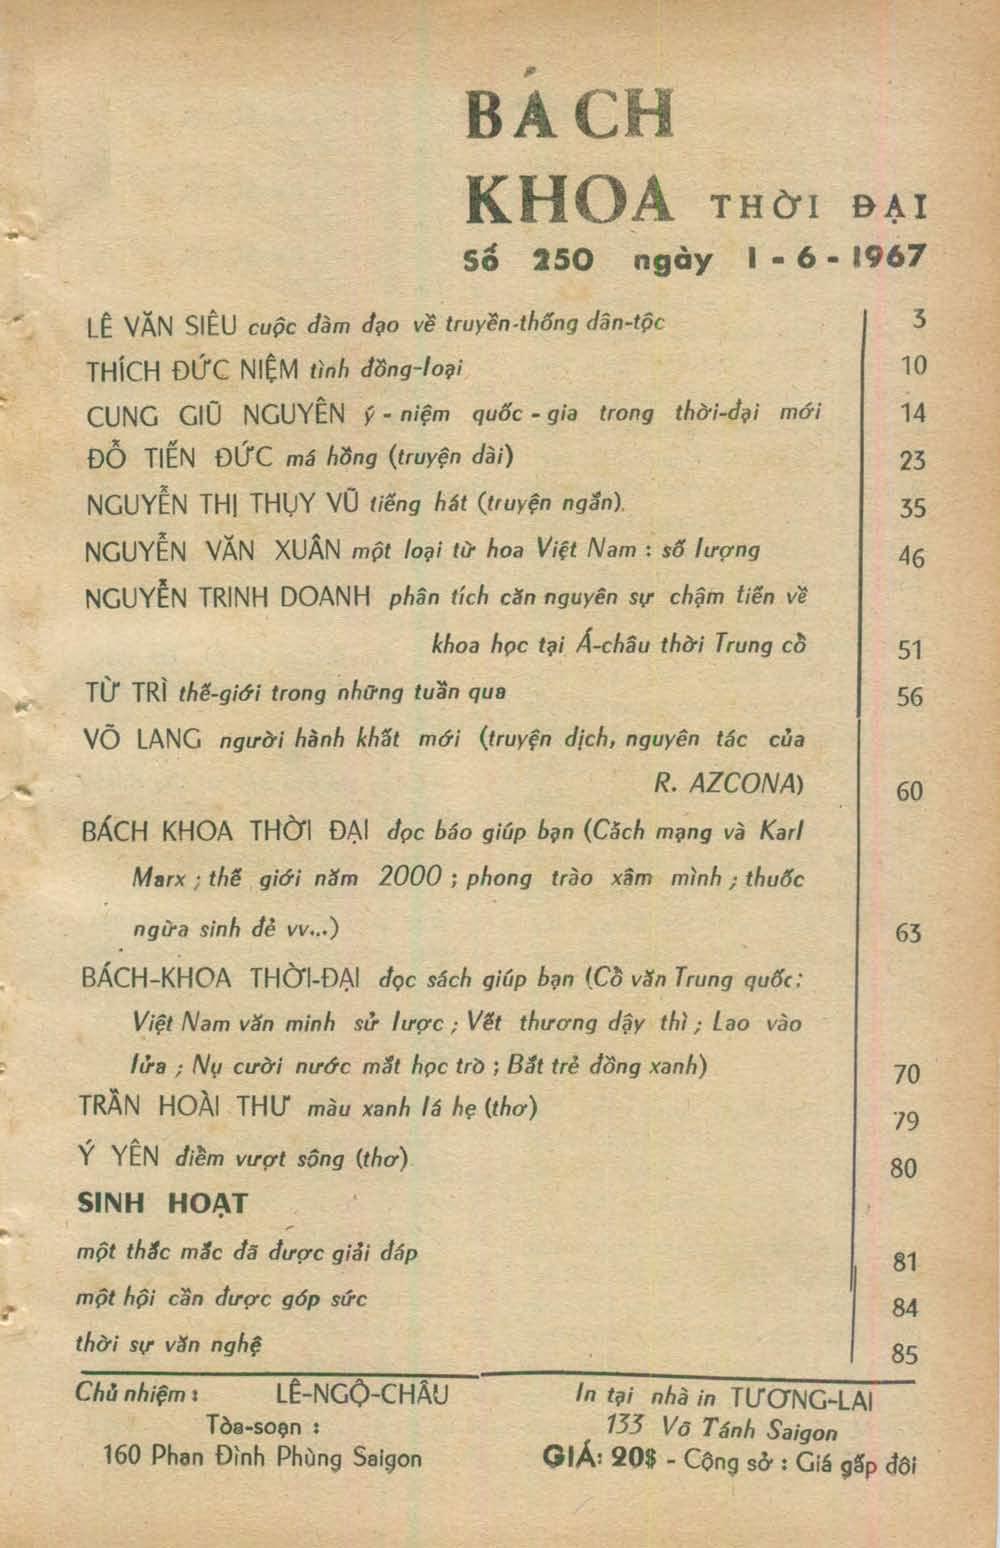 BÁCH
KHOA THỜI ĐẠI
Số 250 ngày 1 - 6 - 1967
LÊ VĂN SIÊU cuộc đàm đạo về truyền-thống dân-tộc 3
THÍCH ĐỨC NIỆM tình đồng-loại 10
CUNG GIŨ NGUYÊN ý - niệm quốc - gia trong thời-đại mới 14
ĐỖ TIẾN ĐỨC má hồng (truyện dài) 23
NGUYỄN THỊ THỤY VŨ tiếng hát (truyện ngắn). 35
NGUYỄN VĂN XUÂN một loại từ hoa Việt Nam : số lượng 46
NGUYỄN TRINH DOANH phân tích căn nguyên sự chậm tiến về
khoa học tại Á-châu thời Trung cổ 51
TỪ TRÌ thế-giới trong những tuần qua 56
VÕ LANG người hành khất mới (truyện dịch, nguyên tác của
R. AZCONA) 60
BÁCH KHOA THỜI ĐẠI đọc báo giúp bạn (Cách mạng và Karl
Marx ; thế giới năm 2000 ; phong trào xâm mình ; thuốc
ngừa sinh đẻ vv...) 63
BÁCH-KHOA THỜI-ĐẠI đọc sách giúp bạn (Cổ văn Trung quốc;
Việt Nam văn minh sử lược ; Vết thương dậy thì ; Lao vào
lửa ; Nụ cười nước mắt học trò ; Bắt trẻ đồng xanh) 70
TRẦN HOÀI THƯ màu xanh lá hẹ (thơ) 79
Ý YÊN điềm vượt sông (thơ) 80
SINH HOẠT
một thắc mắc đã được giải đáp 81
một hội cần được góp sức 84
thời sự văn nghệ 85
Chủ nhiệm : LÊ-NGỘ-CHÂU
Tòa-soạn :
160 Phan Đình Phùng Saigon
In tại nhà in TƯƠNG-LAI
133 Võ Tánh Saigon
GIÁ: 20$ - Cộng sở : Giá gấp đôi